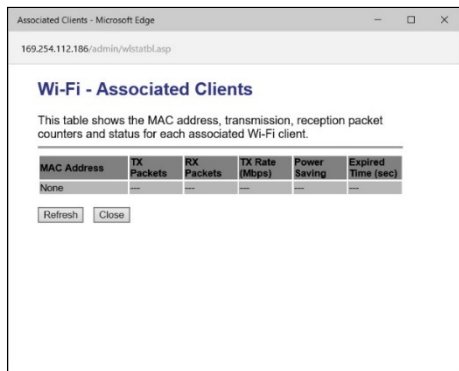 Associated Clients - Microsoft Edge
169.254.112.186/admin/wlstatbl.asp
Wi-Fi - Associated Clients
This table shows the MAC address, transmission, reception packet
counters and status for each associated Wi-Fi client.
MAC Address TX Packets RX Packets TX Rate (Mbps) Power Saving Expired Time (sec)
None --- --- --- --- ---
Refresh Close